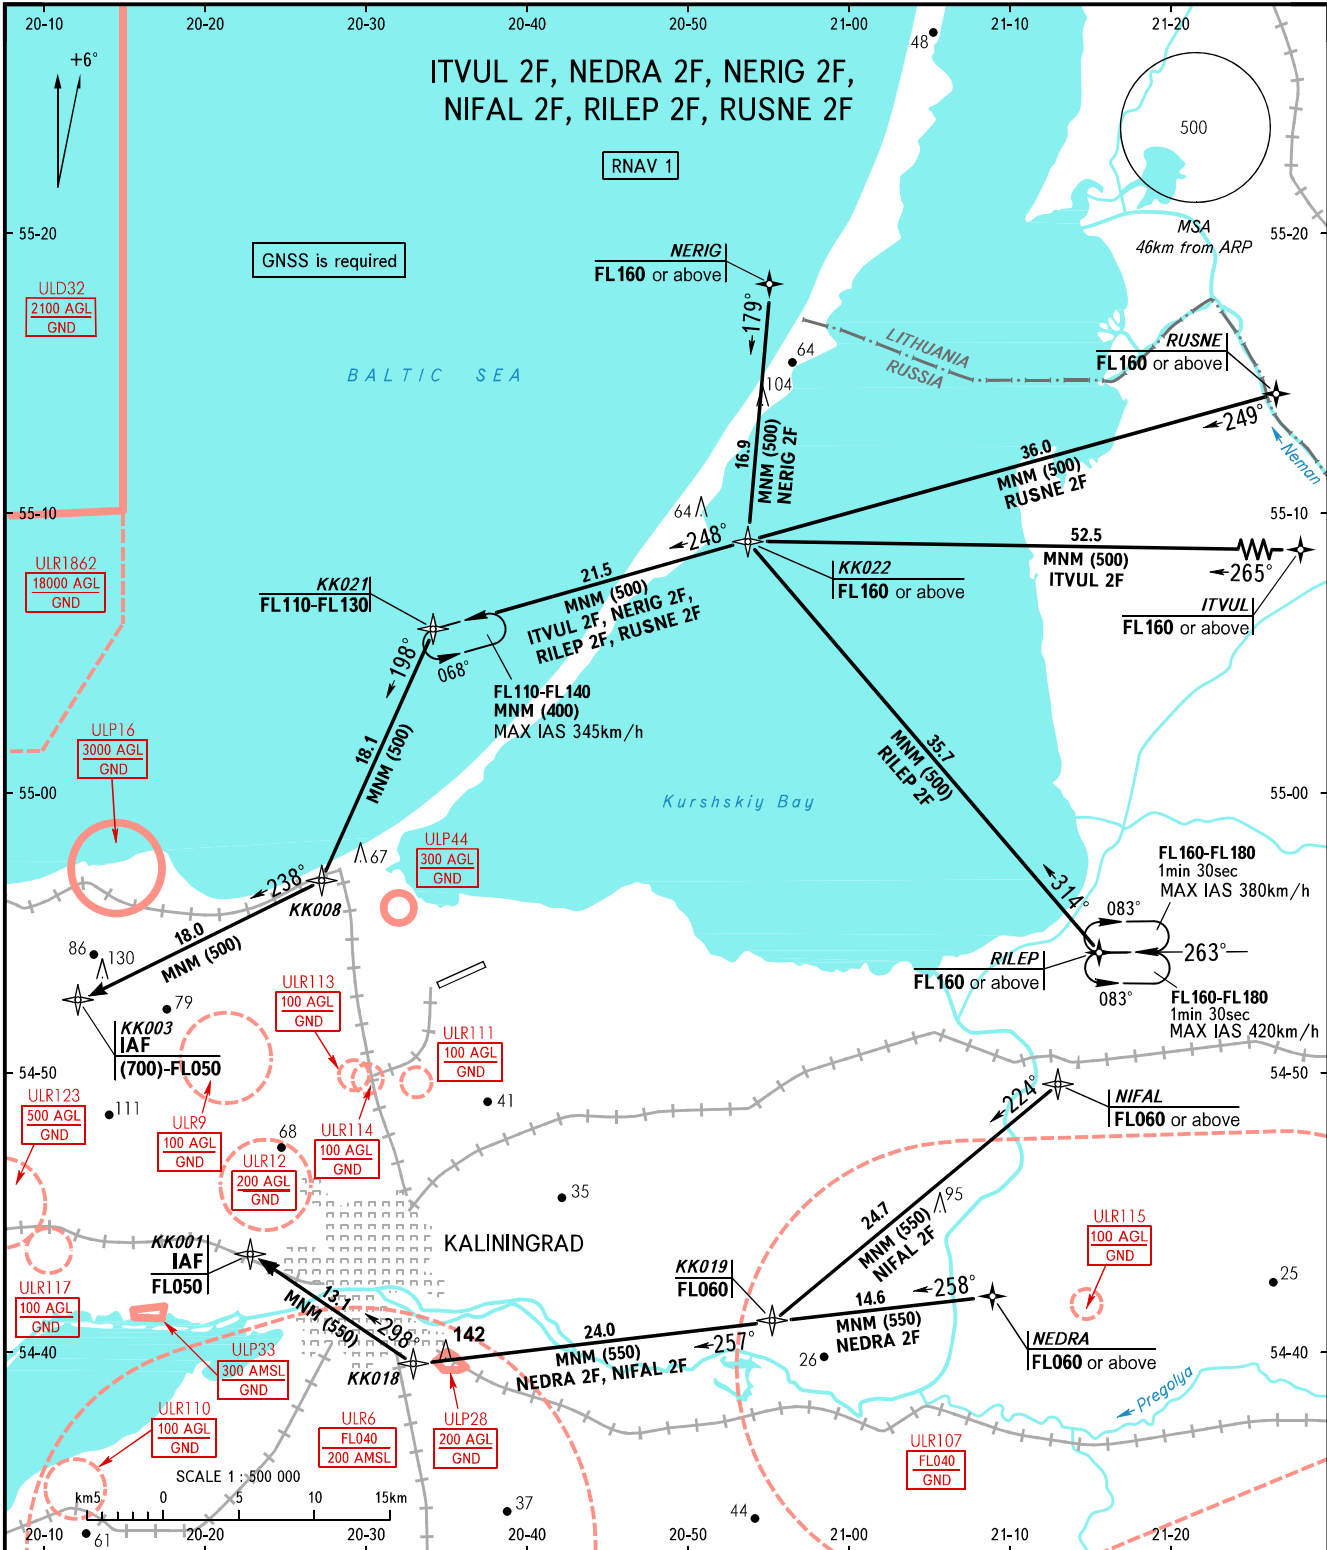 20-10 20-20 20-30 20-40 20-50 21-00 21-10 21-20
+6°
48
ITVUL 2F, NEDRA 2F, NERIG 2F,
NIFAL 2F, RILEP 2F, RUSNE 2F
RNAV 1
500
MSA
46km from ARP
55-20
55-20
GNSS is required
NERIG
FL160 or above
ULD32
2100 AGL
GND
179°
LITHUANIA
RUSSIA
RUSNE
FL160 or above
64
104
BALTIC SEA
249°
Neman
16.9
MNM (500)
NERIG 2F
36.0
MNM (500)
RUSNE 2F
55-10
55-10
64
248°
52.5
MNM (500)
ITVUL 2F
265°
ULR1862
18000 AGL
GND
KK021
FL110-FL130
21.5
MNM (500)
ITVUL 2F, NERIG 2F,
RILEP 2F, RUSNE 2F
KK022
FL160 or above
ITVUL
FL160 or above
198°
068°
FL110-FL140
MNM (400)
MAX IAS 345km/h
18.1
MNM (500)
35.7
MNM (500)
RILEP 2F
ULP16
3000 AGL
GND
55-00
55-00
Kurshskiy Bay
67
ULP44
300 AGL
GND
FL160-FL180
1min 30sec
MAX IAS 380km/h
314°
083°
238°
KK008
18.0
MNM (500)
86
130
RILEP
FL160 or above
263°
083°
FL160-FL180
1min 30sec
MAX IAS 420km/h
79
KK003
IAF
(700)-FL050
ULR113
100 AGL
GND
ULR111
100 AGL
GND
54-50
54-50
ULR123
500 AGL
GND
111
41
224°
NIFAL
FL060 or above
ULR9
100 AGL
GND
68
ULR114
100 AGL
GND
ULR12
200 AGL
GND
35
95
24.7
MNM (550)
NIFAL 2F
ULR115
100 AGL
GND
KK001
IAF
FL050
KALININGRAD
KK019
FL060
258°
25
ULR117
100 AGL
GND
13.1
MNM (550)
298°
142
24.0
MNM (550)
NEDRA 2F, NIFAL 2F
257°
14.6
MNM (550)
NEDRA 2F
NEDRA
FL060 or above
54-40
54-40
ULP33
300 AMSL
GND
KK018
26
Pregolya
ULR110
100 AGL
GND
ULR6
FL040
200 AMSL
ULP28
200 AGL
GND
ULR107
FL040
GND
SCALE 1 : 500 000
km5 0 5 10 15km
37
44
61
20-10 20-20 20-30 20-40 20-50 21-00 21-10 21-20